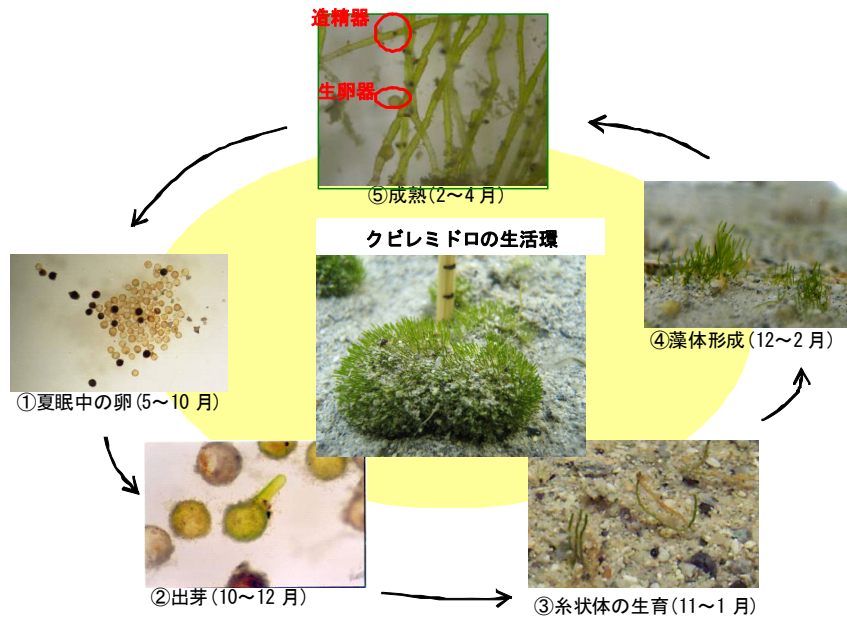 造精器
生卵器
⑤成熟(2～4月)
クビレミドロの生活環
④藻体形成(12～2月)
①夏眠中の卵(5～10月)
②出芽(10～12月)
③糸状体の生育(11～1月)